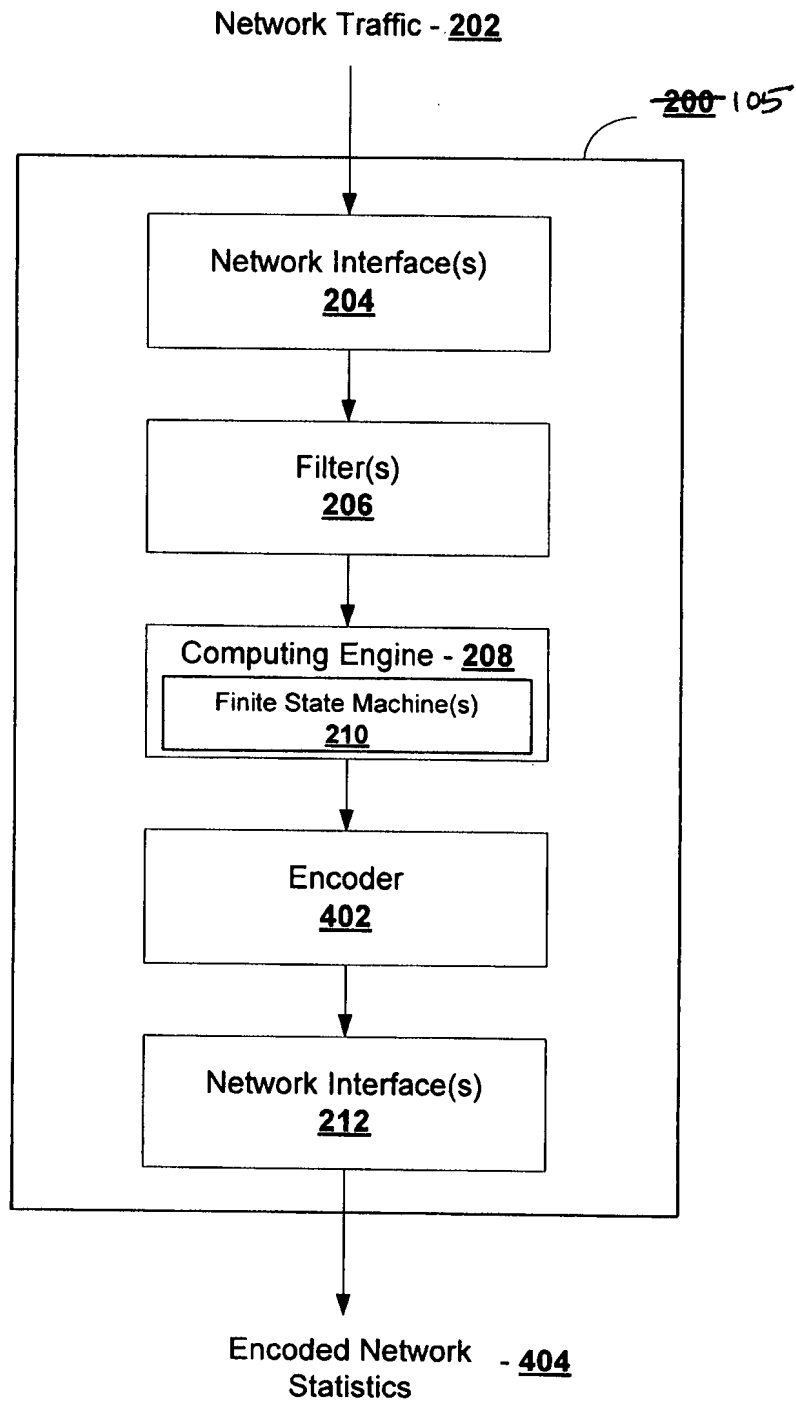 Network Traffic - 202
200 105
Network Interface(s)
204
Filter(s)
206
Computing Engine - 208
Finite State Machine(s)
210
Encoder
402
Network Interface(s)
212
Encoded Network - 404
Statistics